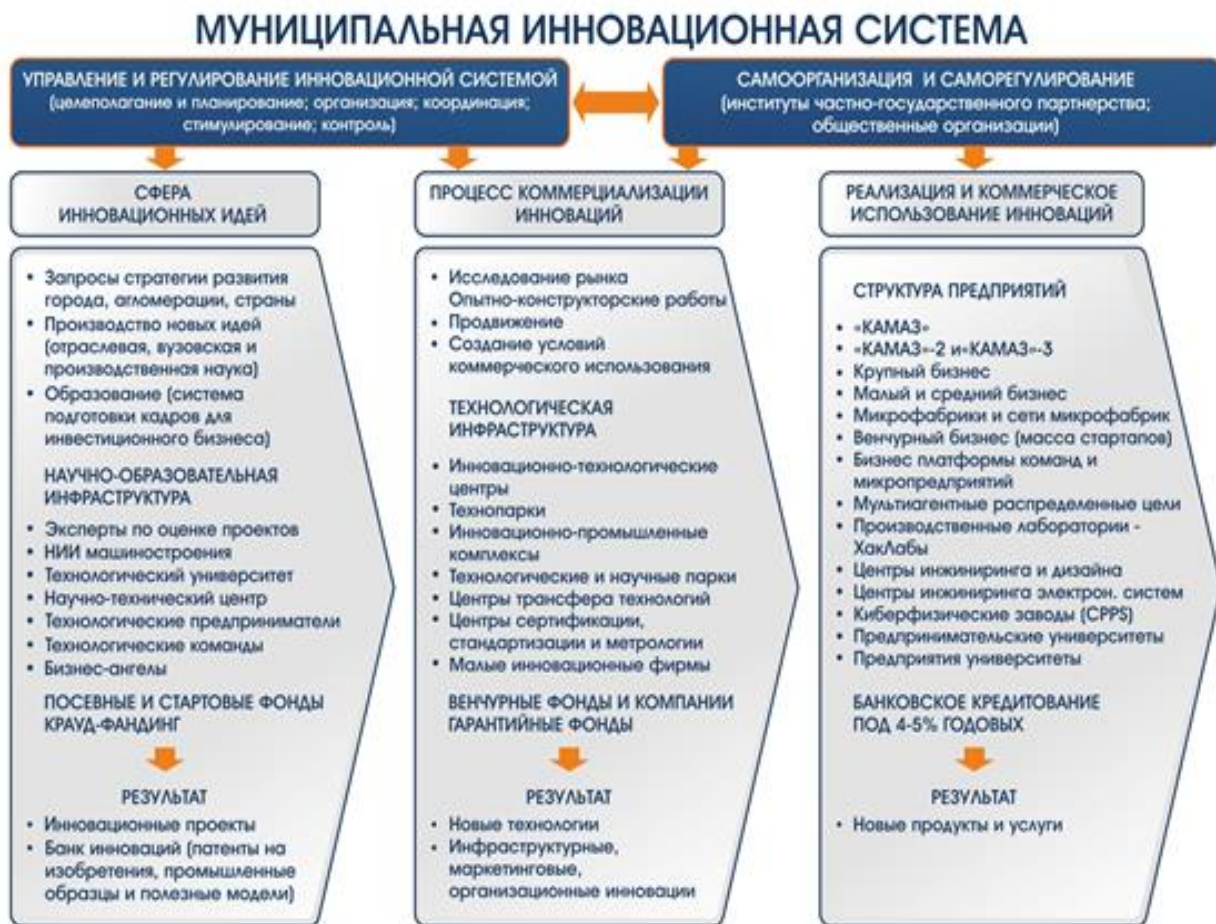 МУНИЦИПАЛЬНАЯ ИННОВАЦИОННАЯ СИСТЕМА
УПРАВЛЕНИЕ И РЕГУЛИРОВАНИЕ ИННОВАЦИОННОЙ СИСТЕМОЙ
(целеполагание и планирование; организация; координация;
стимулирование; контроль)
САМООРГАНИЗАЦИЯ И САМОРЕГУЛИРОВАНИЕ
(институты частно-государственного партнерства;
общественные организации)
СФЕРА
ИННОВАЦИОННЫХ ИДЕЙ
• Запросы стратегии развития
города, агломерации, страны
• Производство новых идей
(отраслевая, вузовская и
производственная наука)
• Образование (система
подготовки кадров для
инвестиционного бизнеса)
НАУЧНО-ОБРАЗОВАТЕЛЬНАЯ
ИНФРАСТРУКТУРА
• Эксперты по оценке проектов
• НИИ машиностроения
• Технологический университет
• Научно-технический центр
• Технологические предприниматели
• Технологические команды
• Бизнес-ангелы
ПОСЕВНЫЕ И СТАРТОВЫЕ ФОНДЫ
КРАУД-ФАНДИНГ
РЕЗУЛЬТАТ
• Инновационные проекты
• Банк инноваций (патенты на
изобретения, промышленные
образцы и полезные модели)
ПРОЦЕСС КОММЕРЦИАЛИЗАЦИИ
ИННОВАЦИЙ
• Исследование рынка
Опытно-конструкторские работы
• Продвижение
• Создание условий
коммерческого использования
ТЕХНОЛОГИЧЕСКАЯ
ИНФРАСТРУКТУРА
• Инновационно-технологические
центры
• Технопарки
• Инновационно-промышленные
комплексы
• Технологические и научные парки
• Центры трансфера технологий
• Центры сертификации,
стандартизации и метрологии
• Малые инновационные фирмы
ВЕНЧУРНЫЕ ФОНДЫ И КОМПАНИИ
ГАРАНТИЙНЫЕ ФОНДЫ
РЕЗУЛЬТАТ
• Новые технологии
• Инфраструктурные,
маркетинговые,
организационные инновации
РЕАЛИЗАЦИЯ И КОММЕРЧЕСКОЕ
ИСПОЛЬЗОВАНИЕ ИННОВАЦИЙ
СТРУКТУРА ПРЕДПРИЯТИЙ
• «КАМАЗ»
• «КАМАЗ»-2 и«КАМАЗ»-3
• Крупный бизнес
• Малый и средний бизнес
• Микрофабрики и сети микрофабрик
• Венчурный бизнес (масса стартапов)
• Бизнес платформы команд и
микропредприятий
• Мультиагентные распределенные цели
• Производственные лаборатории -
ХакЛабы
• Центры инжиниринга и дизайна
• Центры инжиниринга электрон. систем
• Киберфизические заводы (CPPS)
• Предпринимательские университеты
• Предприятия университеты
БАНКОВСКОЕ КРЕДИТОВАНИЕ
ПОД 4-5% ГОДОВЫХ
РЕЗУЛЬТАТ
• Новые продукты и услуги